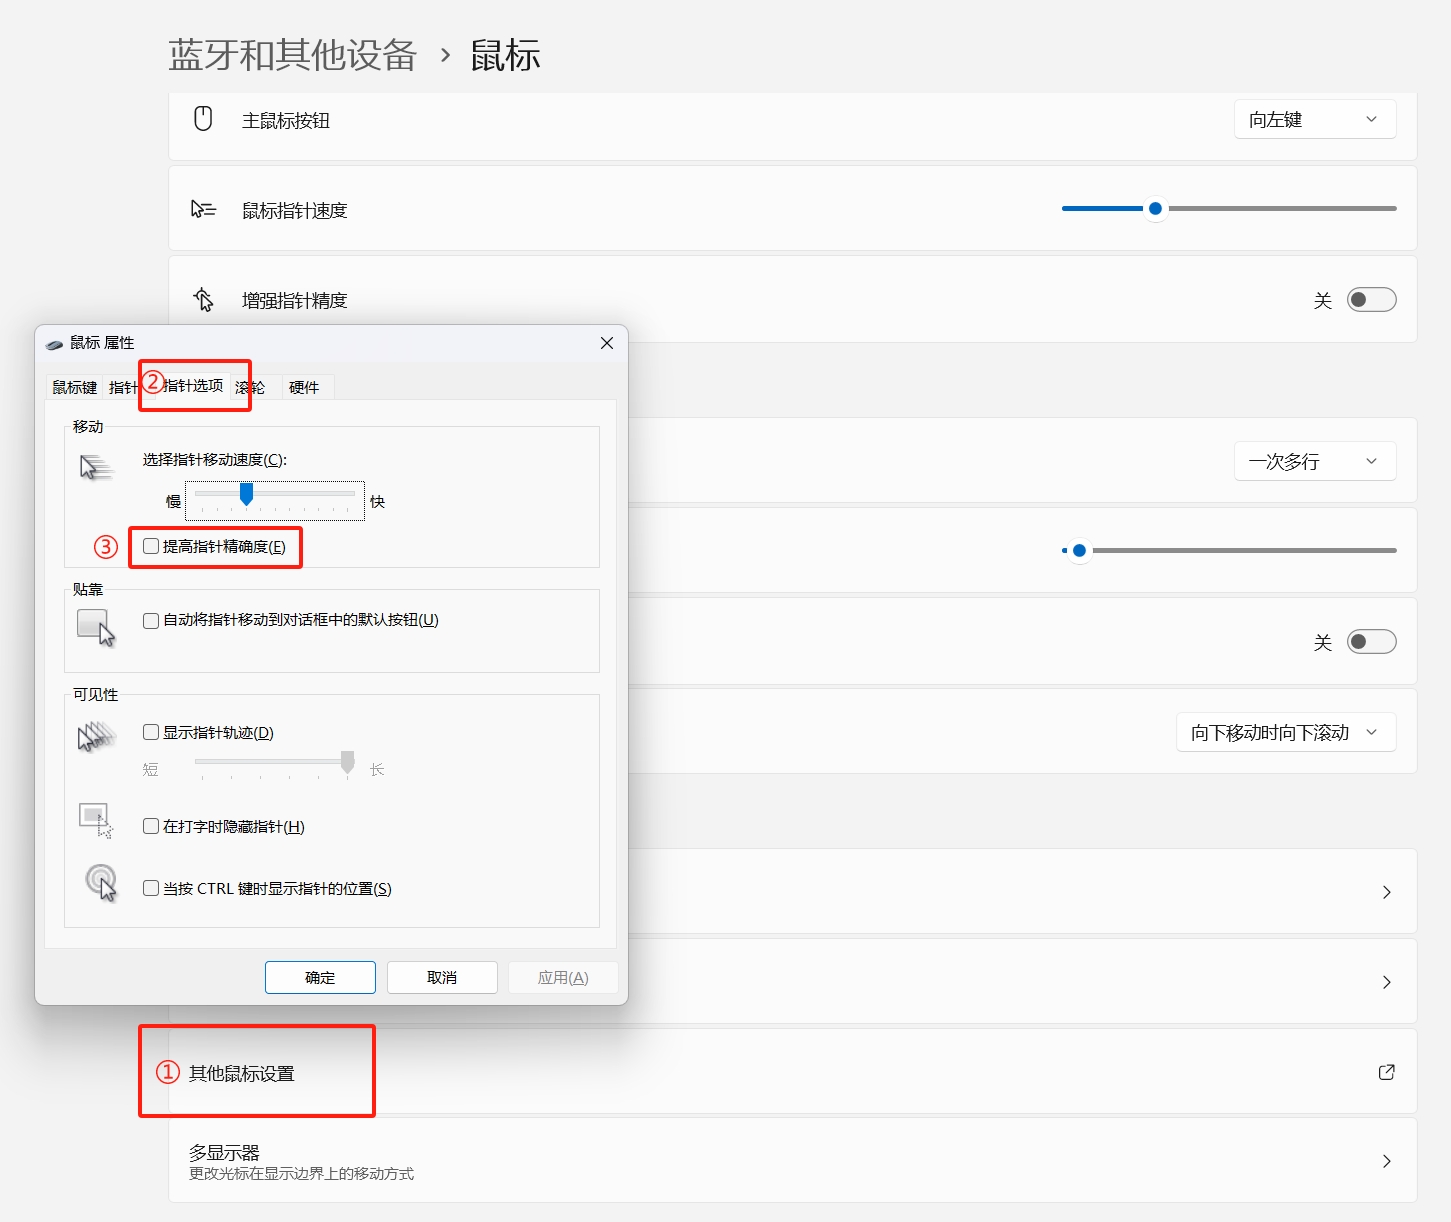 蓝牙和其他设备 › 鼠标
主鼠标按钮
向左键
鼠标指针速度
增强指针精度
关
鼠标 属性
鼠标键
指针
②
指针选项
滚轮
硬件
移动
选择指针移动速度(C):
慢
快
③
提高指针精确度(E)
贴靠
自动将指针移动到对话框中的默认按钮(U)
可见性
显示指针轨迹(D)
短
长
在打字时隐藏指针(H)
当按 CTRL 键时显示指针的位置(S)
确定
取消
应用(A)
一次多行
关
向下移动时向下滚动
① 其他鼠标设置
多显示器
更改光标在显示边界上的移动方式